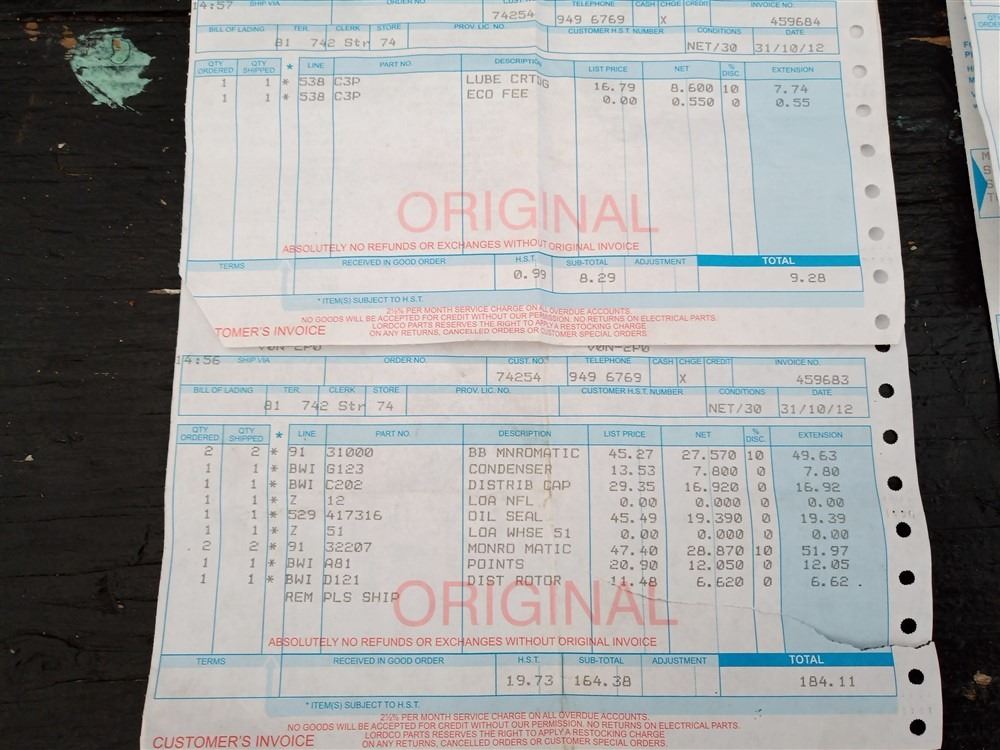 14:57 SHIP VIA ORDER NO. TELEPHONE CASH CHGE CREDIT INVOICE NO.
74254 949 6769 X 459684
BILL OF LADING TER. CLERK STORE PROV. LIC. NO. CUSTOMER H.S.T. NUMBER CONDITIONS DATE
81 742 Str 74 NET/30 31/10/12
QTY ORDERED QTY SHIPPED * LINE PART NO. DESCRIPTION LIST PRICE NET % DISC. EXTENSION
1 1 * 538 C3P LUBE CRTDG 16.79 8.600 10 7.74
1 1 * 538 C3P ECO FEE 0.00 0.550 0 0.55
ORIGINAL
ABSOLUTELY NO REFUNDS OR EXCHANGES WITHOUT ORIGINAL INVOICE
TERMS RECEIVED IN GOOD ORDER H.S.T. SUB-TOTAL ADJUSTMENT TOTAL
0.99 8.29 9.28
* ITEM(S) SUBJECT TO H.S.T.
2½% PER MONTH SERVICE CHARGE ON ALL OVERDUE ACCOUNTS.
NO GOODS WILL BE ACCEPTED FOR CREDIT WITHOUT OUR PERMISSION. NO RETURNS ON ELECTRICAL PARTS.
LORDCO PARTS RESERVES THE RIGHT TO APPLY A RESTOCKING CHARGE
TOMER'S INVOICE ON ANY RETURNS, CANCELLED ORDERS OR CUSTOMER SPECIAL ORDERS.
14:56 SHIP VIA ORDER NO. CUST. NO. TELEPHONE CASH CHGE CREDIT INVOICE NO.
74254 949 6769 X 459683
BILL OF LADING TER. CLERK STORE PROV. LIC. NO. CUSTOMER H.S.T. NUMBER CONDITIONS DATE
81 742 Str 74 NET/30 31/10/12
QTY ORDERED QTY SHIPPED * LINE PART NO. DESCRIPTION LIST PRICE NET % DISC. EXTENSION
2 2 * 91 31000 BB MNROMATIC 45.27 27.570 10 49.63
1 1 * BWI G123 CONDENSER 13.53 7.800 0 7.80
1 1 * BWI C202 DISTRIB CAP 29.35 16.920 0 16.92
1 1 * Z 12 LOA NFL 0.00 0.000 0 0.00
1 1 * 529 417316 OIL SEAL 45.49 19.390 0 19.39
1 1 * Z 51 LOA WHSE 51 0.00 0.000 0 0.00
2 2 * 91 32207 MONRO MATIC 47.40 28.870 10 51.97
1 1 * BWI A81 POINTS 20.90 12.050 0 12.05
1 1 * BWI D121 DIST ROTOR 11.48 6.620 0 6.62
REM PLS SHIP
ORIGINAL
ABSOLUTELY NO REFUNDS OR EXCHANGES WITHOUT ORIGINAL INVOICE
TERMS RECEIVED IN GOOD ORDER H.S.T. SUB-TOTAL ADJUSTMENT TOTAL
19.73 164.38 184.11
* ITEM(S) SUBJECT TO H.S.T.
2½% PER MONTH SERVICE CHARGE ON ALL OVERDUE ACCOUNTS.
NO GOODS WILL BE ACCEPTED FOR CREDIT WITHOUT OUR PERMISSION. NO RETURNS ON ELECTRICAL PARTS.
LORDCO PARTS RESERVES THE RIGHT TO APPLY A RESTOCKING CHARGE
CUSTOMER'S INVOICE ON ANY RETURNS, CANCELLED ORDERS OR CUSTOMER SPECIAL ORDERS.